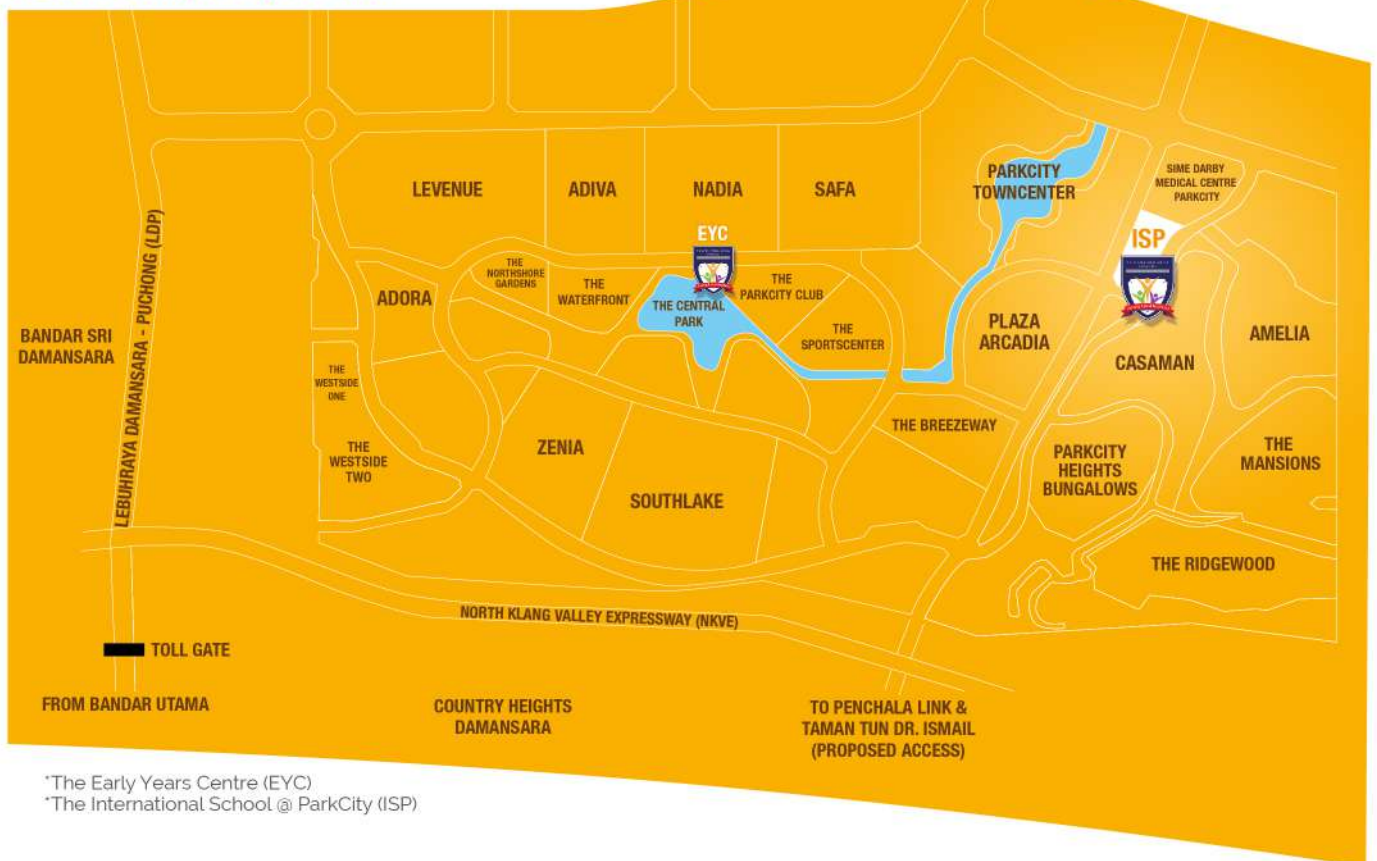 PARKCITY
TOWNCENTER
SIME DARBY
MEDICAL CENTRE
PARKCITY
LEVENUE
ADIVA
NADIA
SAFA
EYC
ISP
THE
NORTHSHORE
GARDENS
THE
WATERFRONT
THE CENTRAL
PARK
THE
PARKCITY CLUB
THE
SPORTSCENTER
ADORA
PLAZA
ARCADIA
BANDAR SRI
DAMANSARA
LEBUHRAYA DAMANSARA - PUCHONG (LDP)
AMELIA
CASAMAN
THE
WESTSIDE
ONE
THE
WESTSIDE
TWO
ZENIA
SOUTHLAKE
THE BREEZEWAY
PARKCITY
HEIGHTS
BUNGALOWS
THE
MANSIONS
THE RIDGEWOOD
NORTH KLANG VALLEY EXPRESSWAY (NKVE)
TOLL GATE
FROM BANDAR UTAMA
COUNTRY HEIGHTS
DAMANSARA
TO PENCHALA LINK &
TAMAN TUN DR. ISMAIL
(PROPOSED ACCESS)
*The Early Years Centre (EYC)
*The International School @ ParkCity (ISP)